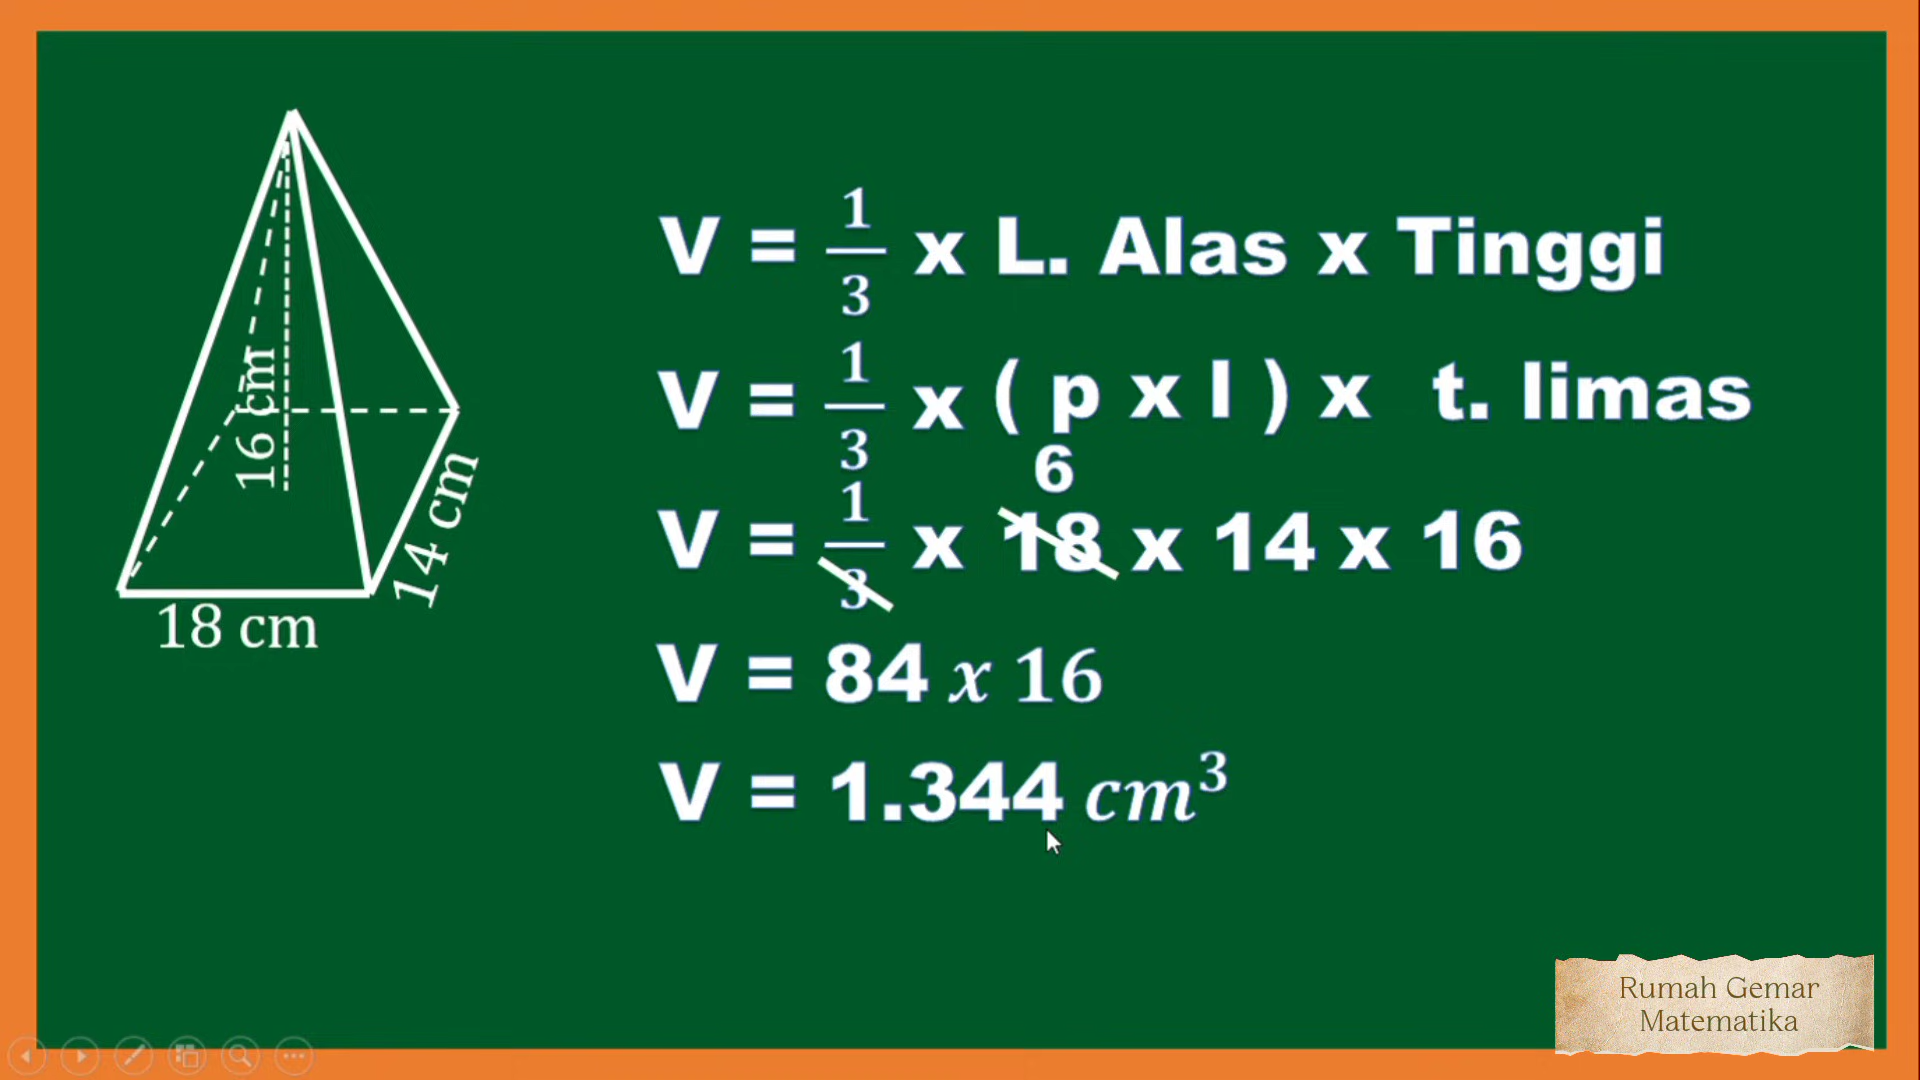 16 cm
14 cm
18 cm
V = 1/3 x L. Alas x Tinggi
V = 1/3 x ( p x l ) x t. limas
6
V = 1/3 x 18 x 14 x 16
V = 84 x 16
V = 1.344 cm³
Rumah Gemar
Matematika